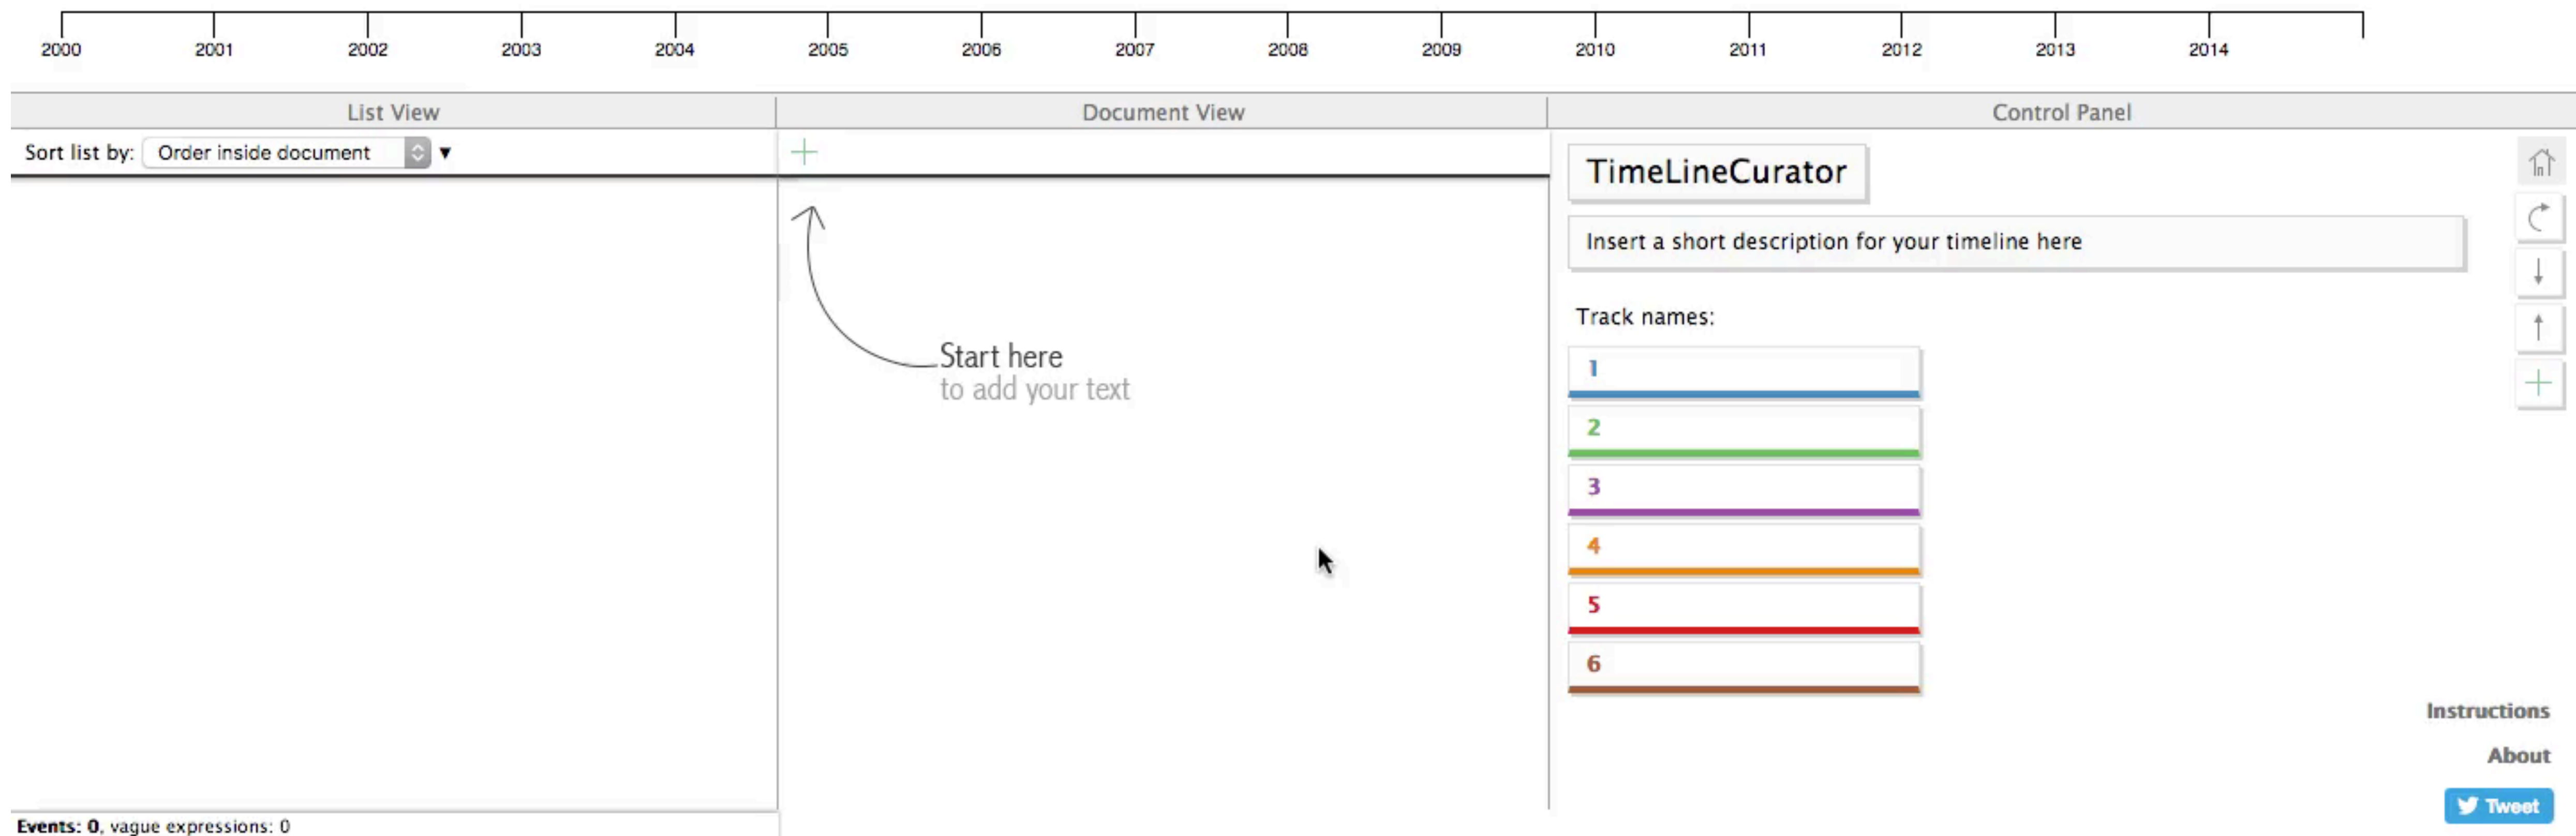 2000 2001 2002 2003 2004 2005 2006 2007 2008 2009 2010 2011 2012 2013 2014
List View Document View Control Panel
Sort list by: Order inside document
TimeLineCurator
Insert a short description for your timeline here
Start here
to add your text
Track names:
1
2
3
4
5
6
Instructions
About
Tweet
Events: 0, vague expressions: 0